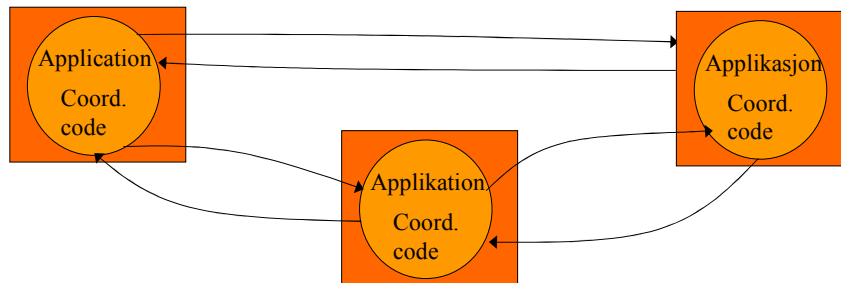 Application
Coord.
code
Applikation
Coord.
code
Applikasjon
Coord.
code